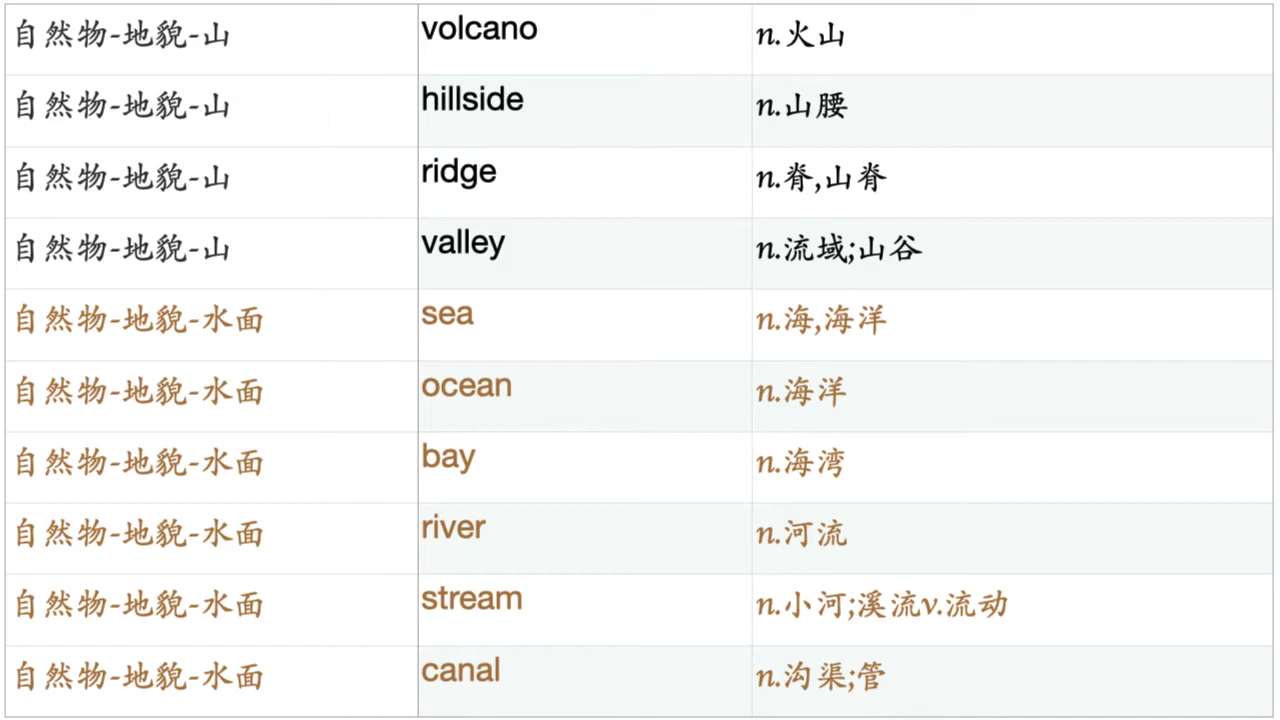 自然物-地貌-山 volcano n.火山
自然物-地貌-山 hillside n.山腰
自然物-地貌-山 ridge n.脊,山脊
自然物-地貌-山 valley n.流域;山谷
自然物-地貌-水面 sea n.海,海洋
自然物-地貌-水面 ocean n.海洋
自然物-地貌-水面 bay n.海湾
自然物-地貌-水面 river n.河流
自然物-地貌-水面 stream n.小河;溪流v.流动
自然物-地貌-水面 canal n.沟渠;管